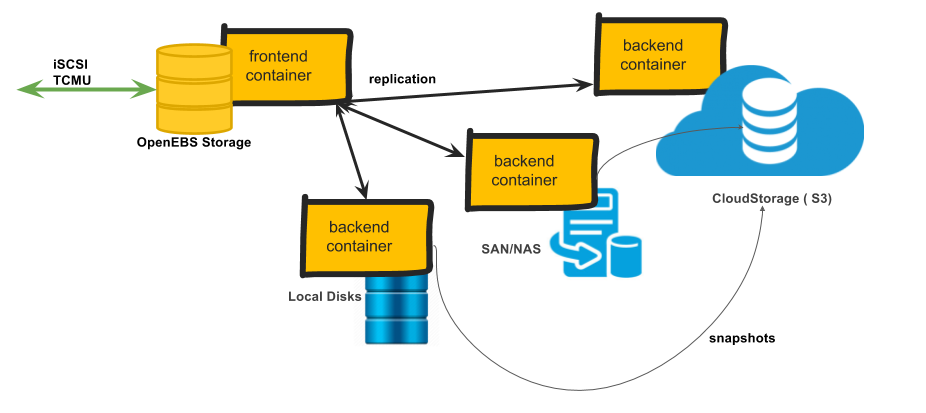 iSCSI
TCMU
frontend
container
OpenEBS Storage
replication
backend
container
backend
container
CloudStorage ( S3)
backend
container
SAN/NAS
Local Disks
snapshots